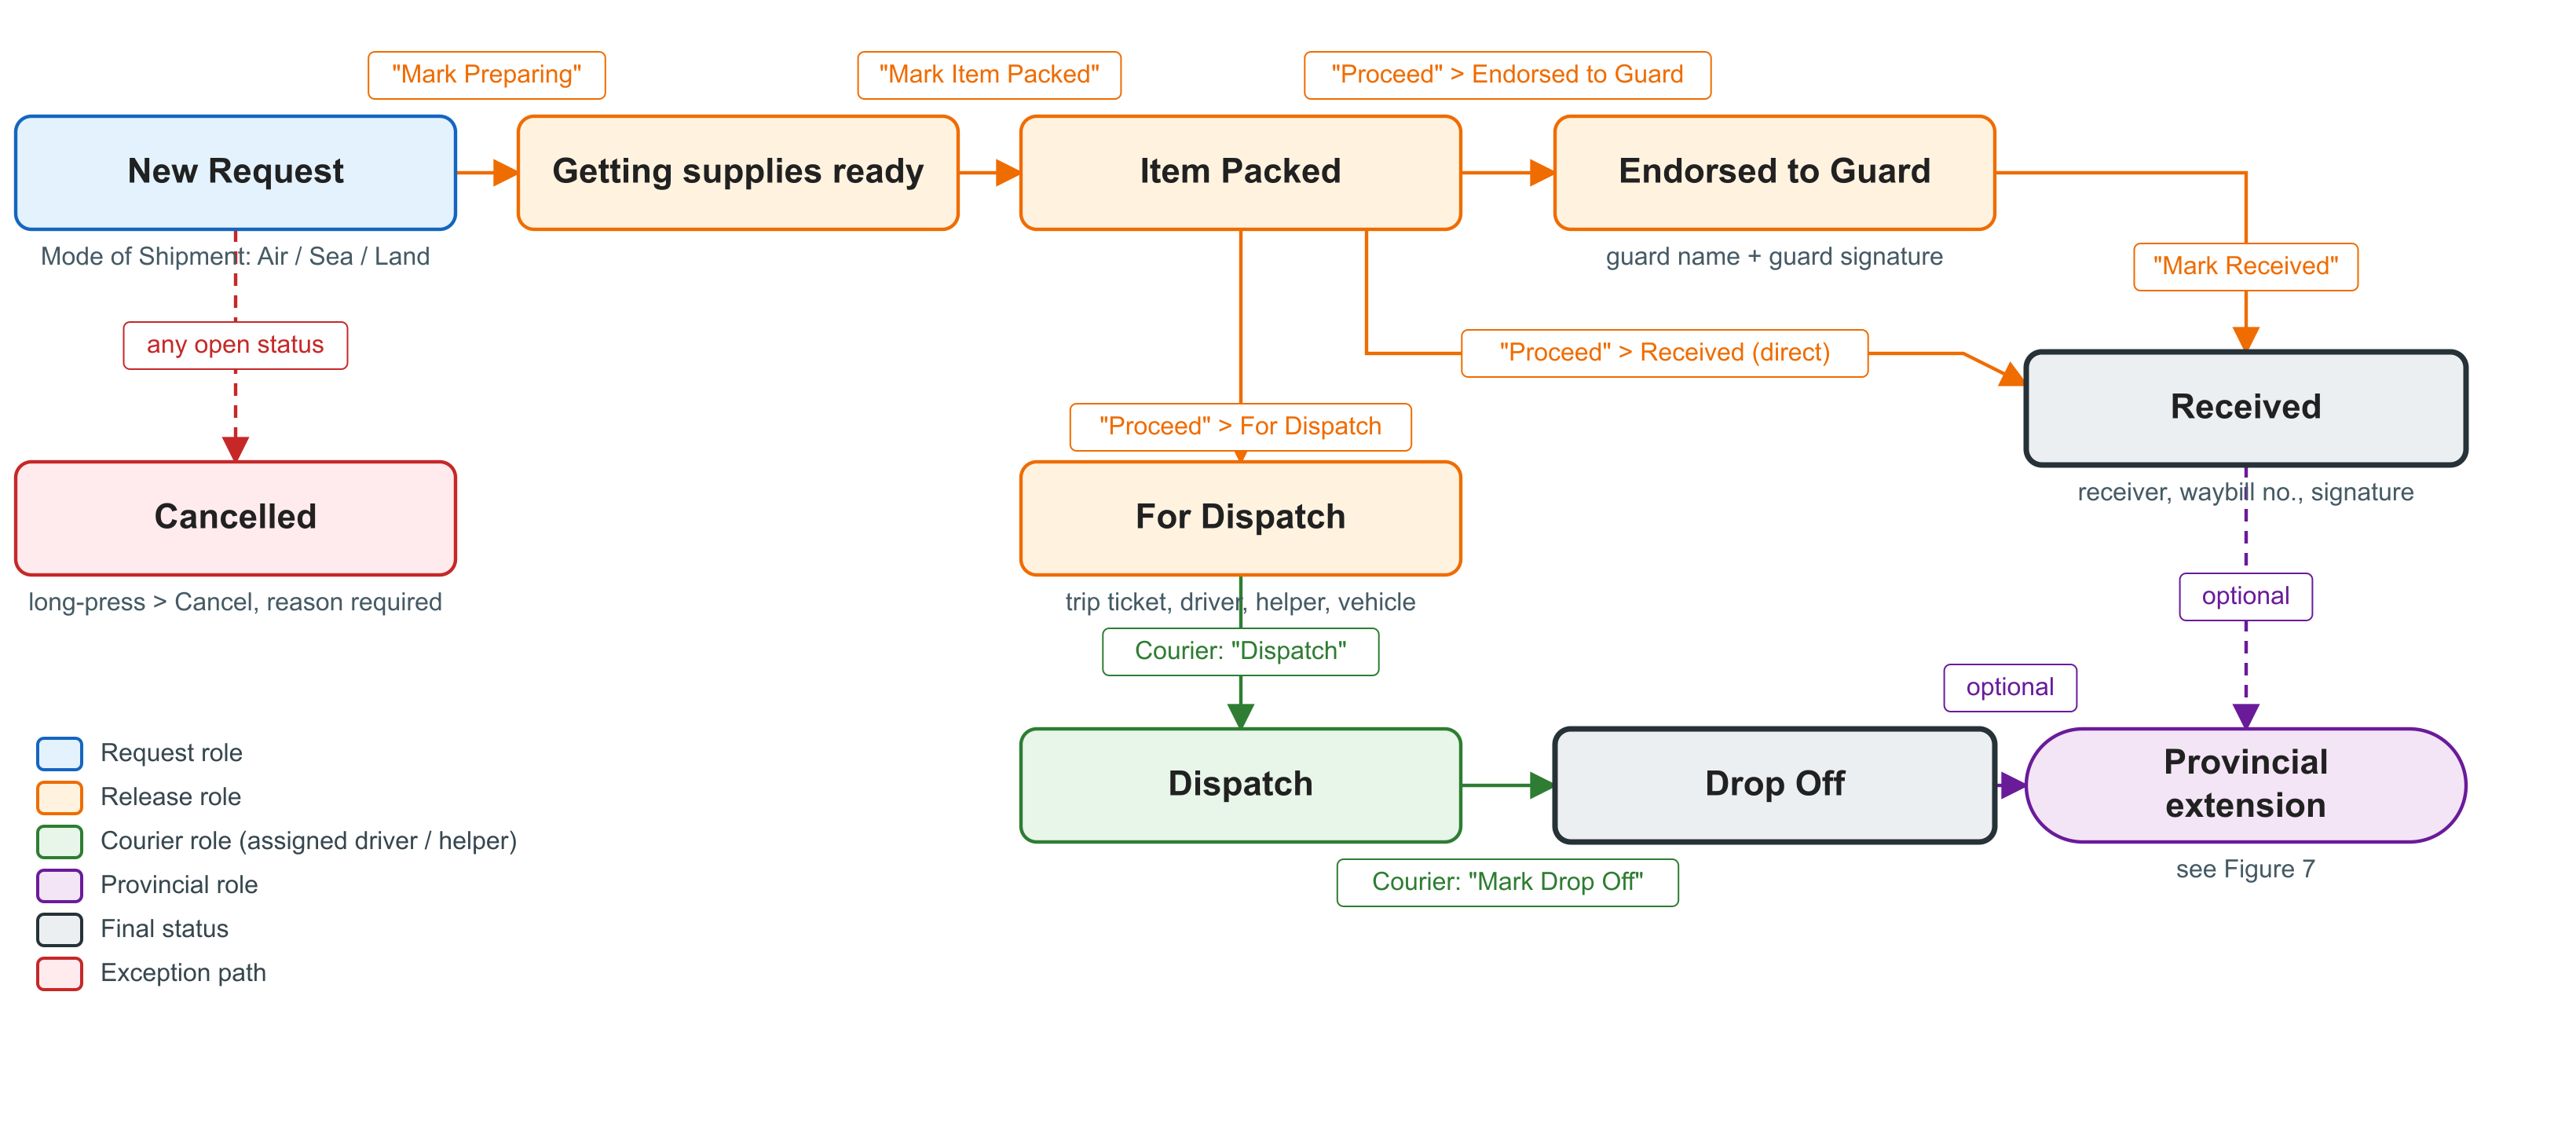 "Mark Preparing"
"Mark Item Packed"
"Proceed" > Endorsed to Guard
New Request
Getting supplies ready
Item Packed
Endorsed to Guard
Mode of Shipment: Air / Sea / Land
guard name + guard signature
"Mark Received"
any open status
"Proceed" > Received (direct)
"Proceed" > For Dispatch
Received
receiver, waybill no., signature
Cancelled
For Dispatch
long-press > Cancel, reason required
trip ticket, driver, helper, vehicle
optional
Courier: "Dispatch"
optional
Dispatch
Drop Off
Provincial
extension
Courier: "Mark Drop Off"
see Figure 7
Request role
Release role
Courier role (assigned driver / helper)
Provincial role
Final status
Exception path